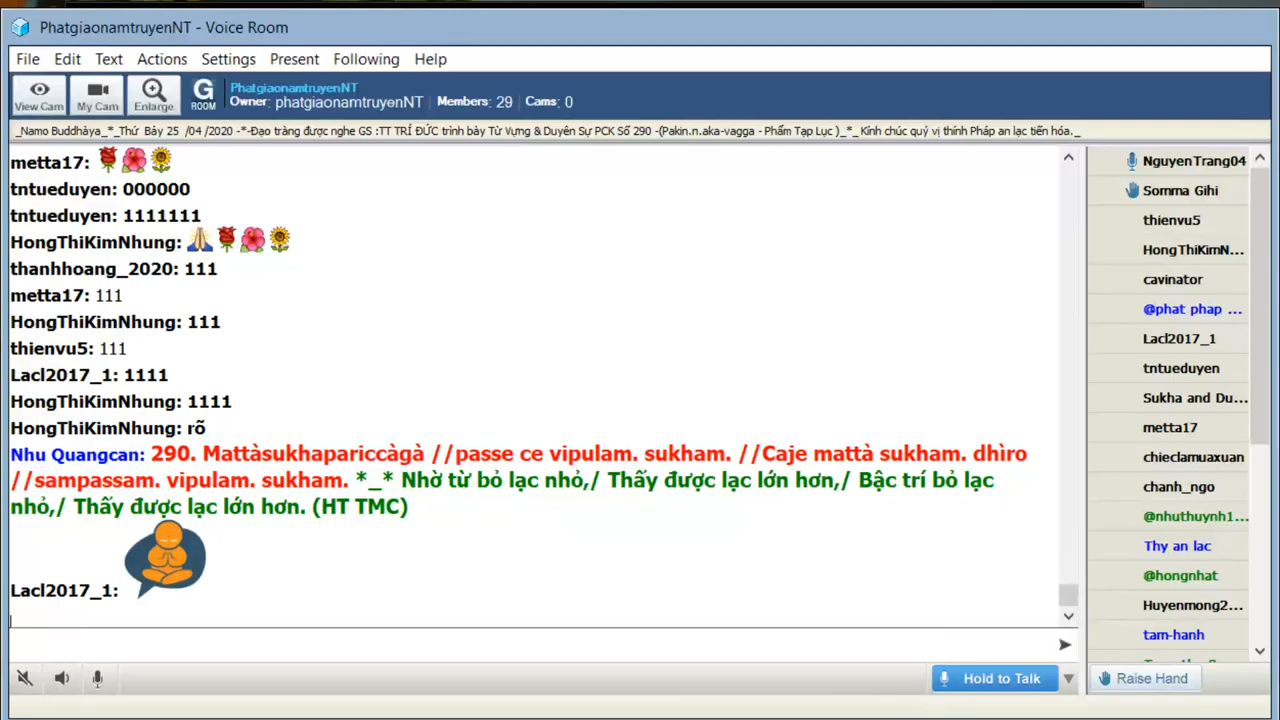 PhatgiaonamtruyenNT - Voice Room
File Edit Text Actions Settings Present Following Help
View Cam My Cam Enlarge G ROOM
PhatgiaonamtruyenNT
Owner: phatgiaonamtruyenNT Members: 29 Cams: 0
_Namo Buddhàya_*_Thứ Bảy 25 /04 /2020 -*-Đạo tràng được nghe GS :TT TRÍ ĐỨC trình bày Từ Vựng & Duyên Sự PCK Số 290 -(Pakin.n.aka-vagga - Phẩm Tạp Lục )_*_ Kính chúc quý vị thính Pháp an lạc tiến hóa._
metta17:
tntueduyen: 000000
tntueduyen: 1111111
HongThiKimNhung:
thanhhoang_2020: 111
metta17: 111
HongThiKimNhung: 111
thienvu5: 111
Lacl2017_1: 1111
HongThiKimNhung: 1111
HongThiKimNhung: rõ
Nhu Quangcan: 290. Mattàsukhapariccàgà //passe ce vipulam. sukham. //Caje mattà sukham. dhìro
//sampassam. vipulam. sukham. *_* Nhờ từ bỏ lạc nhỏ,/ Thấy được lạc lớn hơn,/ Bậc trí bỏ lạc
nhỏ,/ Thấy được lạc lớn hơn. (HT TMC)
Lacl2017_1:
NguyenTrang04
Somma Gihi
thienvu5
HongThiKimN...
cavinator
@phat phap ...
Lacl2017_1
tntueduyen
Sukha and Du...
metta17
chieclamuaxuan
chanh_ngo
@nhuthuynh1...
Thy an lac
@hongnhat
Huyenmong2...
tam-hanh
Hold to Talk
Raise Hand